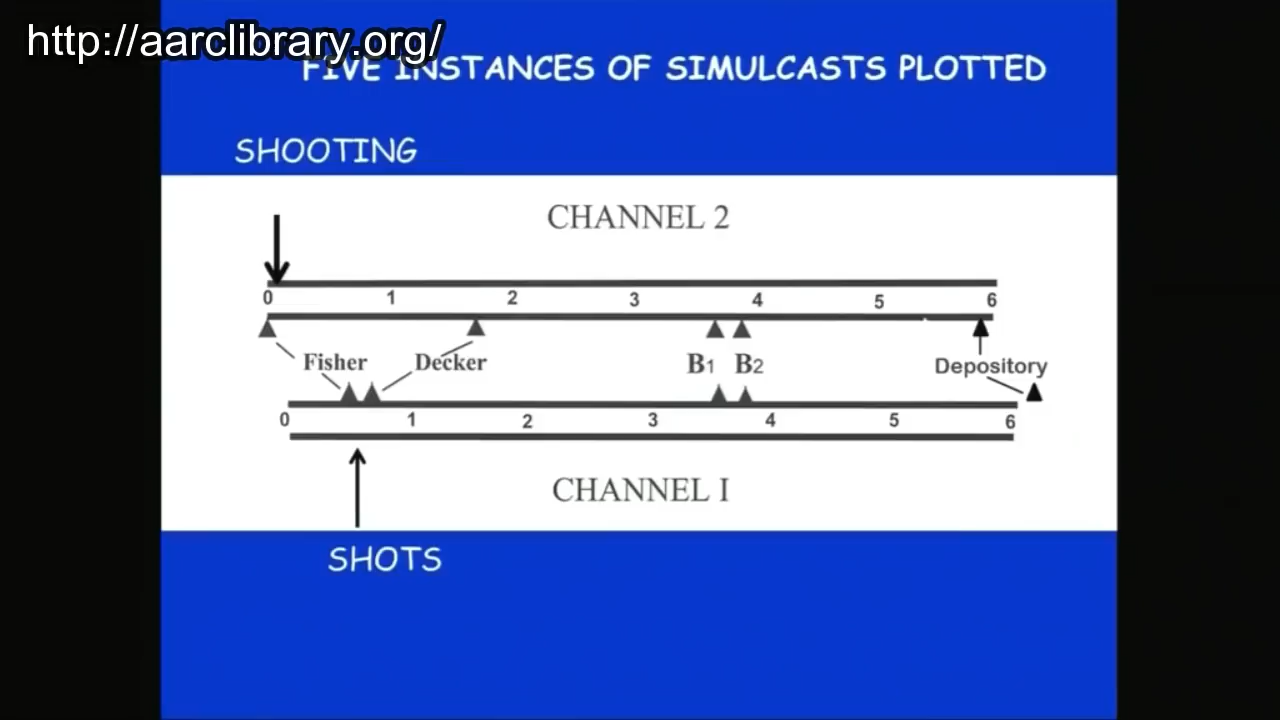 http://aarclibrary.org/
FIVE INSTANCES OF SIMULCASTS PLOTTED
SHOOTING
CHANNEL 2
0 1 2 3 4 5 6
Fisher Decker B1 B2 Depository
0 1 2 3 4 5 6
CHANNEL I
SHOTS